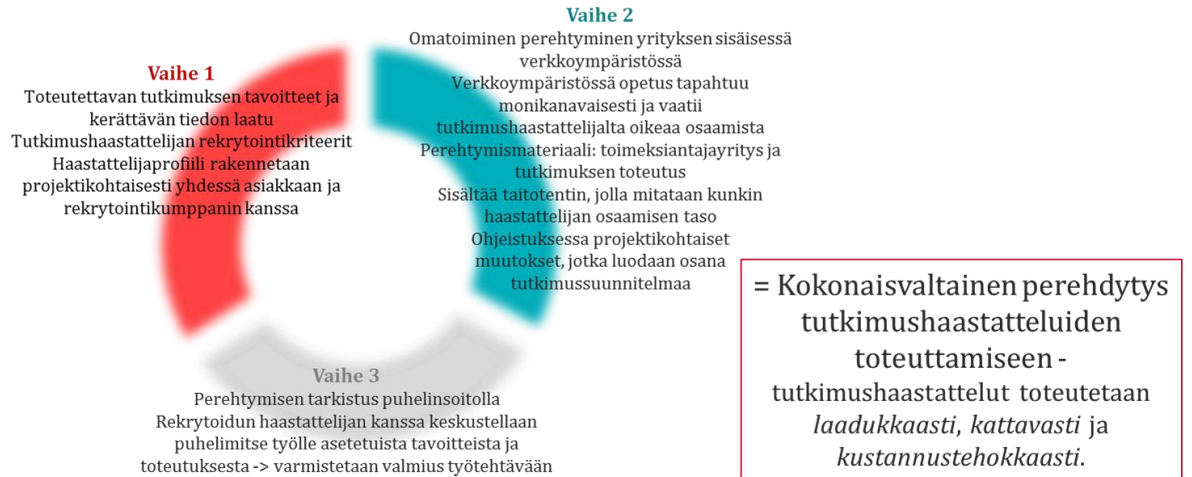 Vaihe 1
Toteutettavan tutkimuksen tavoitteet ja
kerättävän tiedon laatu
Tutkimushaastattelijan rekrytointikriteerit
Haastattelijaprofiili rakennetaan
projektikohtaisesti yhdessä asiakkaan ja
rekrytointikumppanin kanssa
Vaihe 2
Omatoiminen perehtyminen yrityksen sisäisessä
verkkoympäristössä
Verkkoympäristössä opetus tapahtuu
monikanavaisesti ja vaatii
tutkimushaastattelijalta oikeaa osaamista
Perehtymismateriaali: toimeksiantajayritys ja
tutkimuksen toteutus
Sisältää taitotentin, jolla mitataan kunkin
haastattelijan osaamisen taso
Ohjeistuksessa projektikohtaiset
muutokset, jotka luodaan osana
tutkimussuunnitelmaa
Vaihe 3
Perehtymisen tarkistus puhelinsoitolla
Rekrytoidun haastattelijan kanssa keskustellaan
puhelimitse työlle asetetuista tavoitteista ja
toteutuksesta -> varmistetaan valmius työtehtävään
= Kokonaisvaltainen perehdytys
tutkimushaastatteluiden
toteuttamiseen -
tutkimushaastattelut toteutetaan
laadukkaasti, kattavasti ja
kustannustehokkaasti.